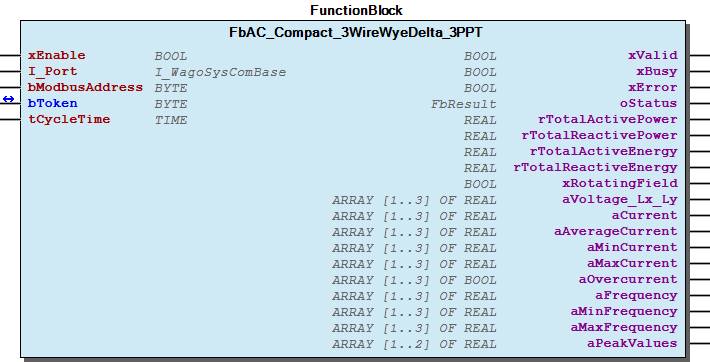 FunctionBlock
FbAC_Compact_3WireWyeDelta_3PPT
xEnable BOOL BOOL xValid
I_Port I_WagoSysComBase BOOL xBusy
bModbusAddress BYTE BOOL xError
bToken BYTE FbResult oStatus
tCycleTime TIME REAL rTotalActivePower
REAL rTotalReactivePower
REAL rTotalActiveEnergy
REAL rTotalReactiveEnergy
BOOL xRotatingField
ARRAY [1..3] OF REAL aVoltage_Lx_Ly
ARRAY [1..3] OF REAL aCurrent
ARRAY [1..3] OF REAL aAverageCurrent
ARRAY [1..3] OF REAL aMinCurrent
ARRAY [1..3] OF REAL aMaxCurrent
ARRAY [1..3] OF BOOL aOvercurrent
ARRAY [1..3] OF REAL aFrequency
ARRAY [1..3] OF REAL aMinFrequency
ARRAY [1..3] OF REAL aMaxFrequency
ARRAY [1..2] OF REAL aPeakValues